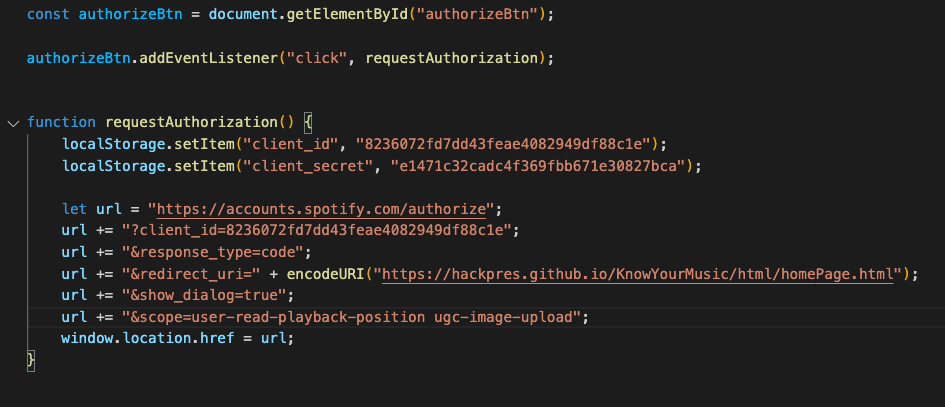 const authorizeBtn = document.getElementById("authorizeBtn");
authorizeBtn.addEventListener("click", requestAuthorization);
function requestAuthorization() {
localStorage.setItem("client_id", "8236072fd7dd43feae4082949df88c1e");
localStorage.setItem("client_secret", "e1471c32cadc4f369fbb671e30827bca");
let url = "https://accounts.spotify.com/authorize";
url += "?client_id=8236072fd7dd43feae4082949df88c1e";
url += "&response_type=code";
url += "&redirect_uri=" + encodeURI("https://hackpres.github.io/KnowYourMusic/html/homePage.html");
url += "&show_dialog=true";
url += "&scope=user-read-playback-position ugc-image-upload";
window.location.href = url;
}